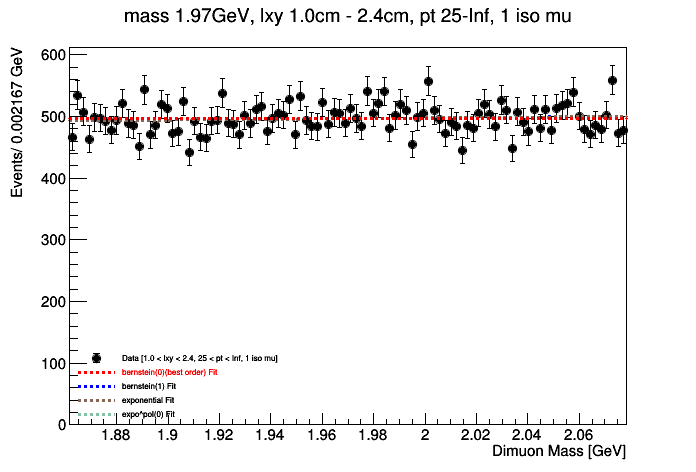 mass 1.97GeV, lxy 1.0cm - 2.4cm, pt 25-Inf, 1 iso mu
Events/ 0.002167 GeV
600
500
400
300
200
100
0
Data [1.0 < lxy < 2.4, 25 < pt < Inf, 1 iso mu]
bernstein(0)(best order) Fit
bernstein(1) Fit
exponential Fit
expo*pol(0) Fit
1.88 1.9 1.92 1.94 1.96 1.98 2 2.02 2.04 2.06
Dimuon Mass [GeV]